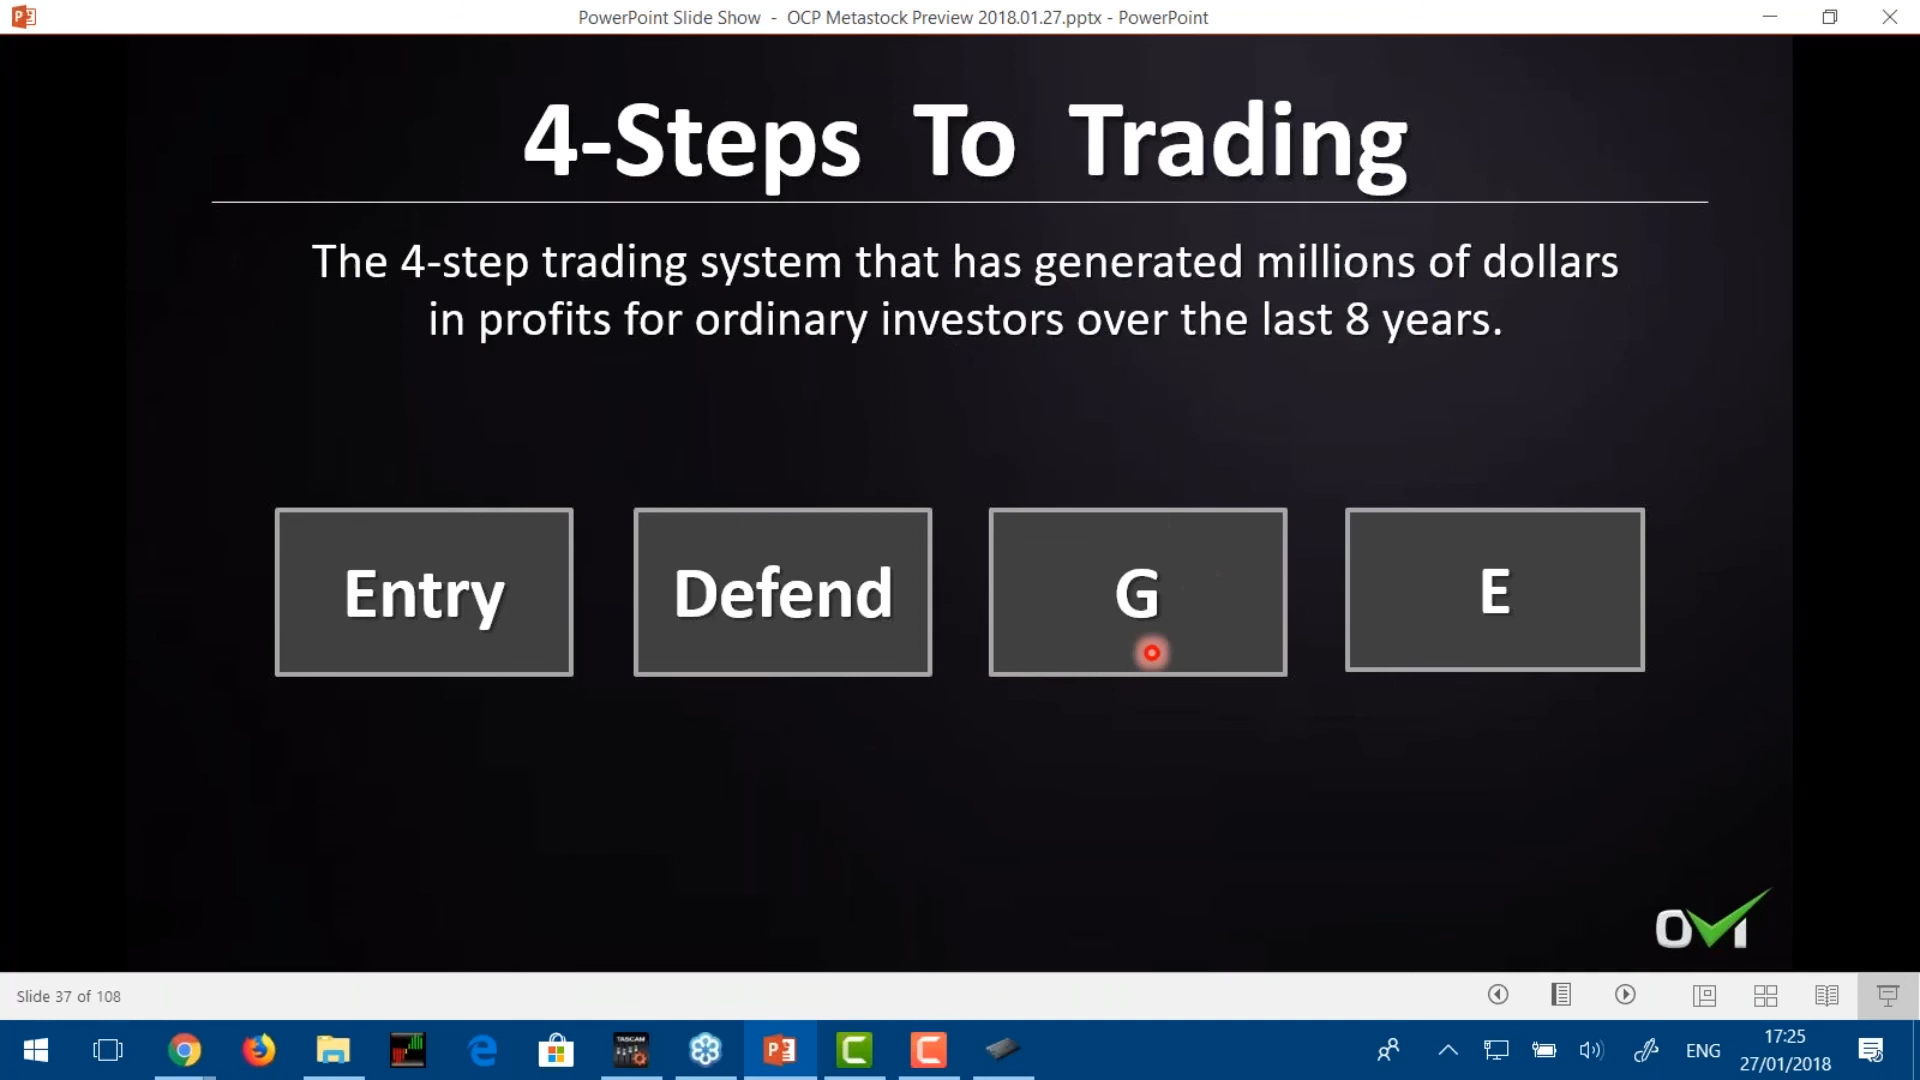 PowerPoint Slide Show - OCP Metastock Preview 2018.01.27.pptx - PowerPoint
4-Steps To Trading
The 4-step trading system that has generated millions of dollars
in profits for ordinary investors over the last 8 years.
Entry
Defend
G
E
OVI
Slide 37 of 108
TASCAM
ENG
17:25
27/01/2018